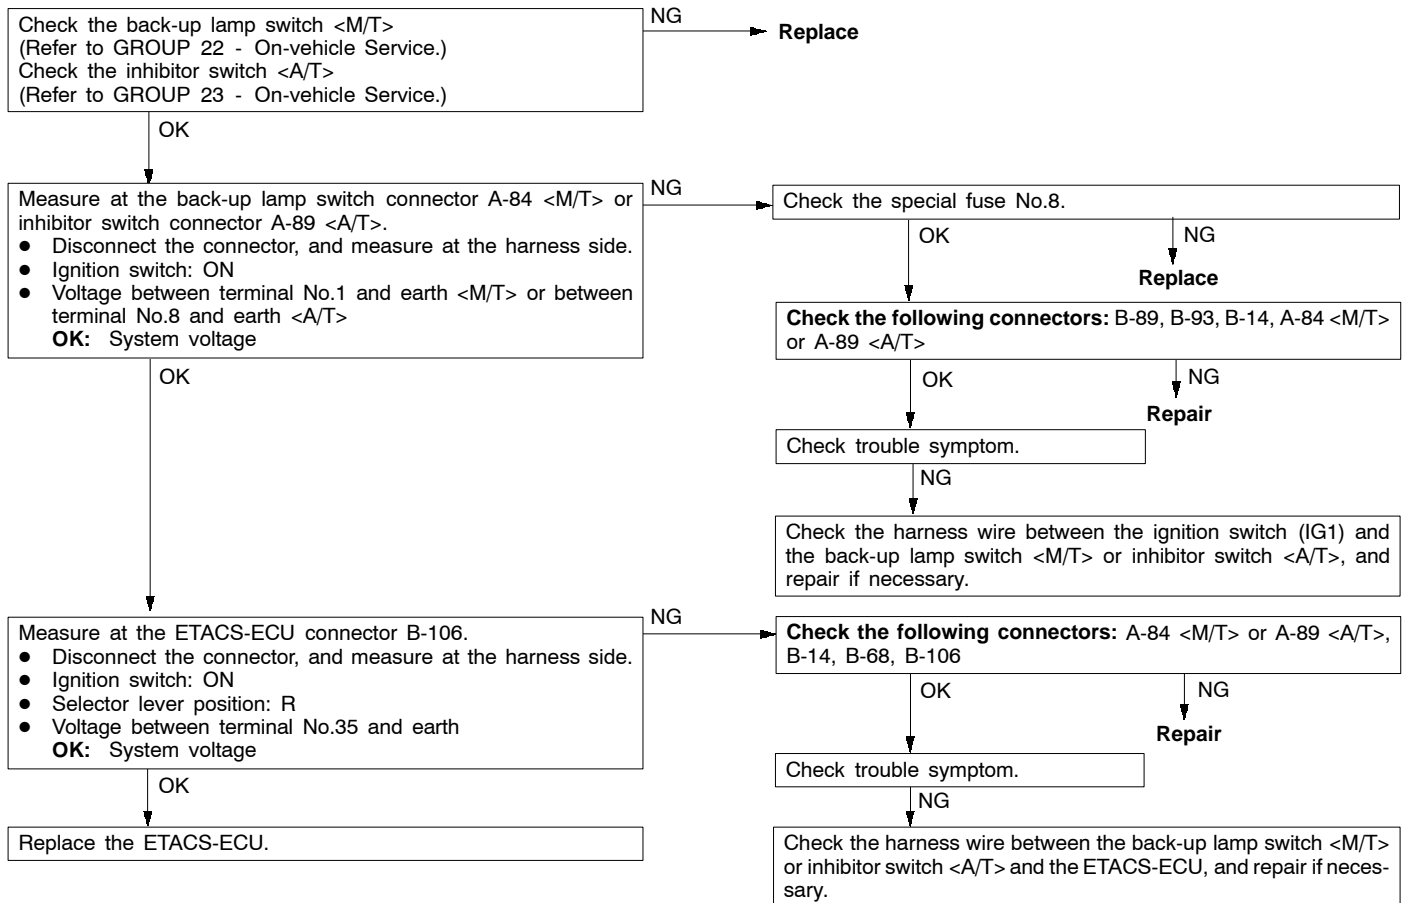 Check the back-up lamp switch <M/T>
(Refer to GROUP 22 - On-vehicle Service.)
Check the inhibitor switch <A/T>
(Refer to GROUP 23 - On-vehicle Service.)
NG
Replace
OK
Measure at the back-up lamp switch connector A-84 <M/T> or
inhibitor switch connector A-89 <A/T>.
● Disconnect the connector, and measure at the harness side.
● Ignition switch: ON
● Voltage between terminal No.1 and earth <M/T> or between
terminal No.8 and earth <A/T>
OK: System voltage
NG
Check the special fuse No.8.
OK
NG
Replace
Check the following connectors: B-89, B-93, B-14, A-84 <M/T>
or A-89 <A/T>
OK
NG
Repair
Check trouble symptom.
NG
Check the harness wire between the ignition switch (IG1) and
the back-up lamp switch <M/T> or inhibitor switch <A/T>, and
repair if necessary.
OK
Measure at the ETACS-ECU connector B-106.
● Disconnect the connector, and measure at the harness side.
● Ignition switch: ON
● Selector lever position: R
● Voltage between terminal No.35 and earth
OK: System voltage
NG
Check the following connectors: A-84 <M/T> or A-89 <A/T>,
B-14, B-68, B-106
OK
NG
Repair
Check trouble symptom.
NG
Check the harness wire between the back-up lamp switch <M/T>
or inhibitor switch <A/T> and the ETACS-ECU, and repair if neces-
sary.
OK
Replace the ETACS-ECU.